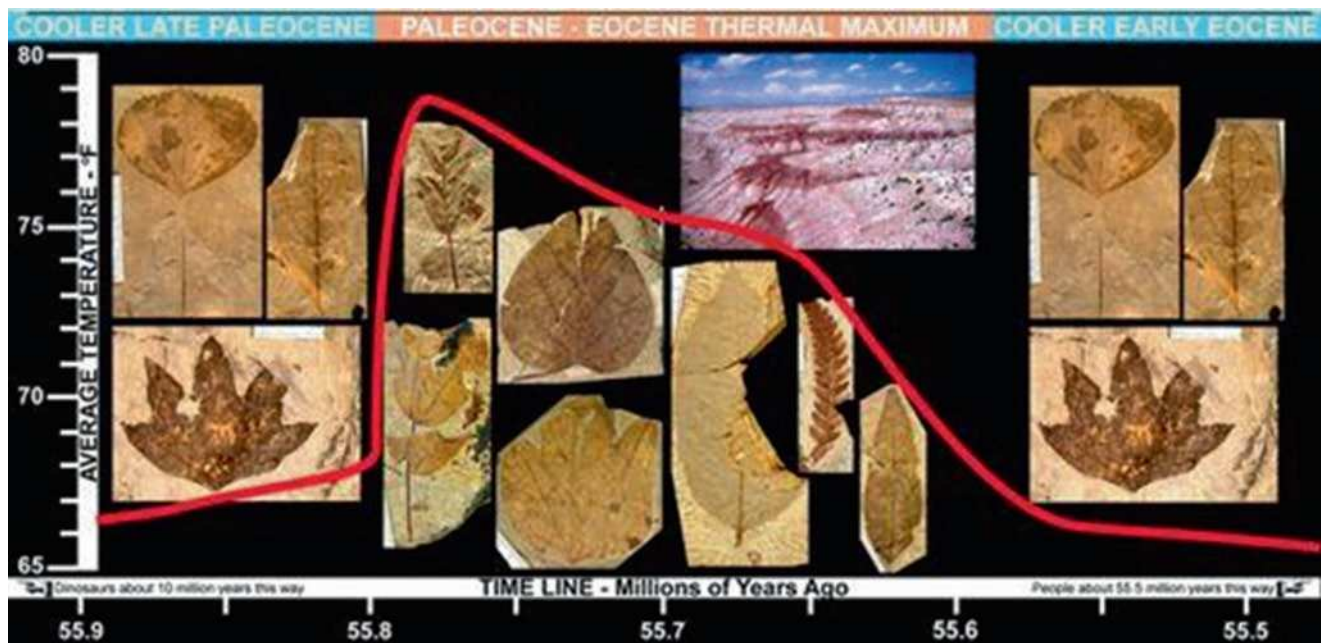 COOLER LATE PALEOCENE
PALEOCENE - EOCENE THERMAL MAXIMUM
COOLER EARLY EOCENE
80
75
70
65
AVERAGE TEMPERATURE - °F
Dinosaurs about 10 million years this way
TIME LINE - Millions of Years Ago
People about 55.5 million years this way
55.9
55.8
55.7
55.6
55.5